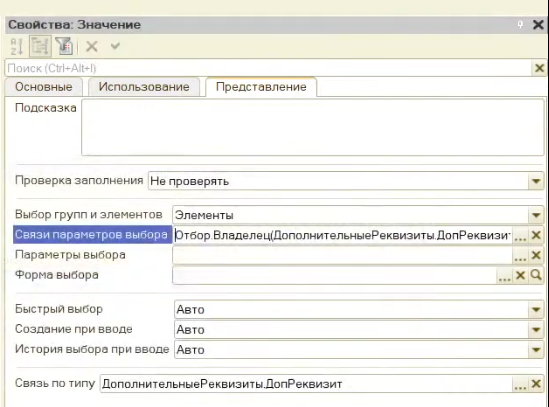 Свойства: Значение
Поиск (Ctrl+Alt+I)
Основные Использование Представление
Подсказка
Проверка заполнения Не проверять
Выбор групп и элементов Элементы
Связи параметров выбора Отбор.Владелец(ДополнительныеРеквизиты.ДопРеквизит ...
Параметры выбора ...
Форма выбора ...
Быстрый выбор Авто
Создание при вводе Авто
История выбора при вводе Авто
Связь по типу ДополнительныеРеквизиты.ДопРеквизит ...